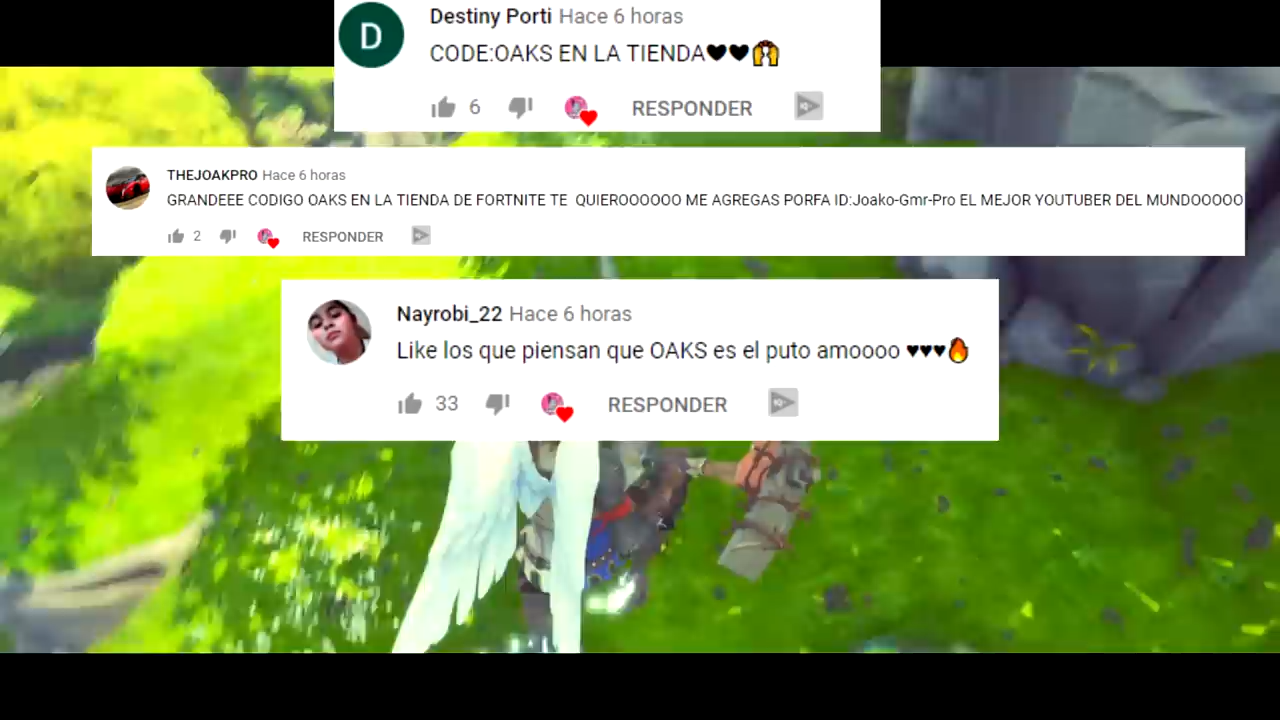 D
Destiny Porti Hace 6 horas
CODE:OAKS EN LA TIENDA🖤🖤🙌
6 RESPONDER
THEJOAKPRO Hace 6 horas
GRANDEEE CODIGO OAKS EN LA TIENDA DE FORTNITE TE QUIEROOOOOO ME AGREGAS PORFA ID:Joako-Gmr-Pro EL MEJOR YOUTUBER DEL MUNDOOOOO
2 RESPONDER
Nayrobi_22 Hace 6 horas
Like los que piensan que OAKS es el puto amoooo ♥♥♥🔥
33 RESPONDER